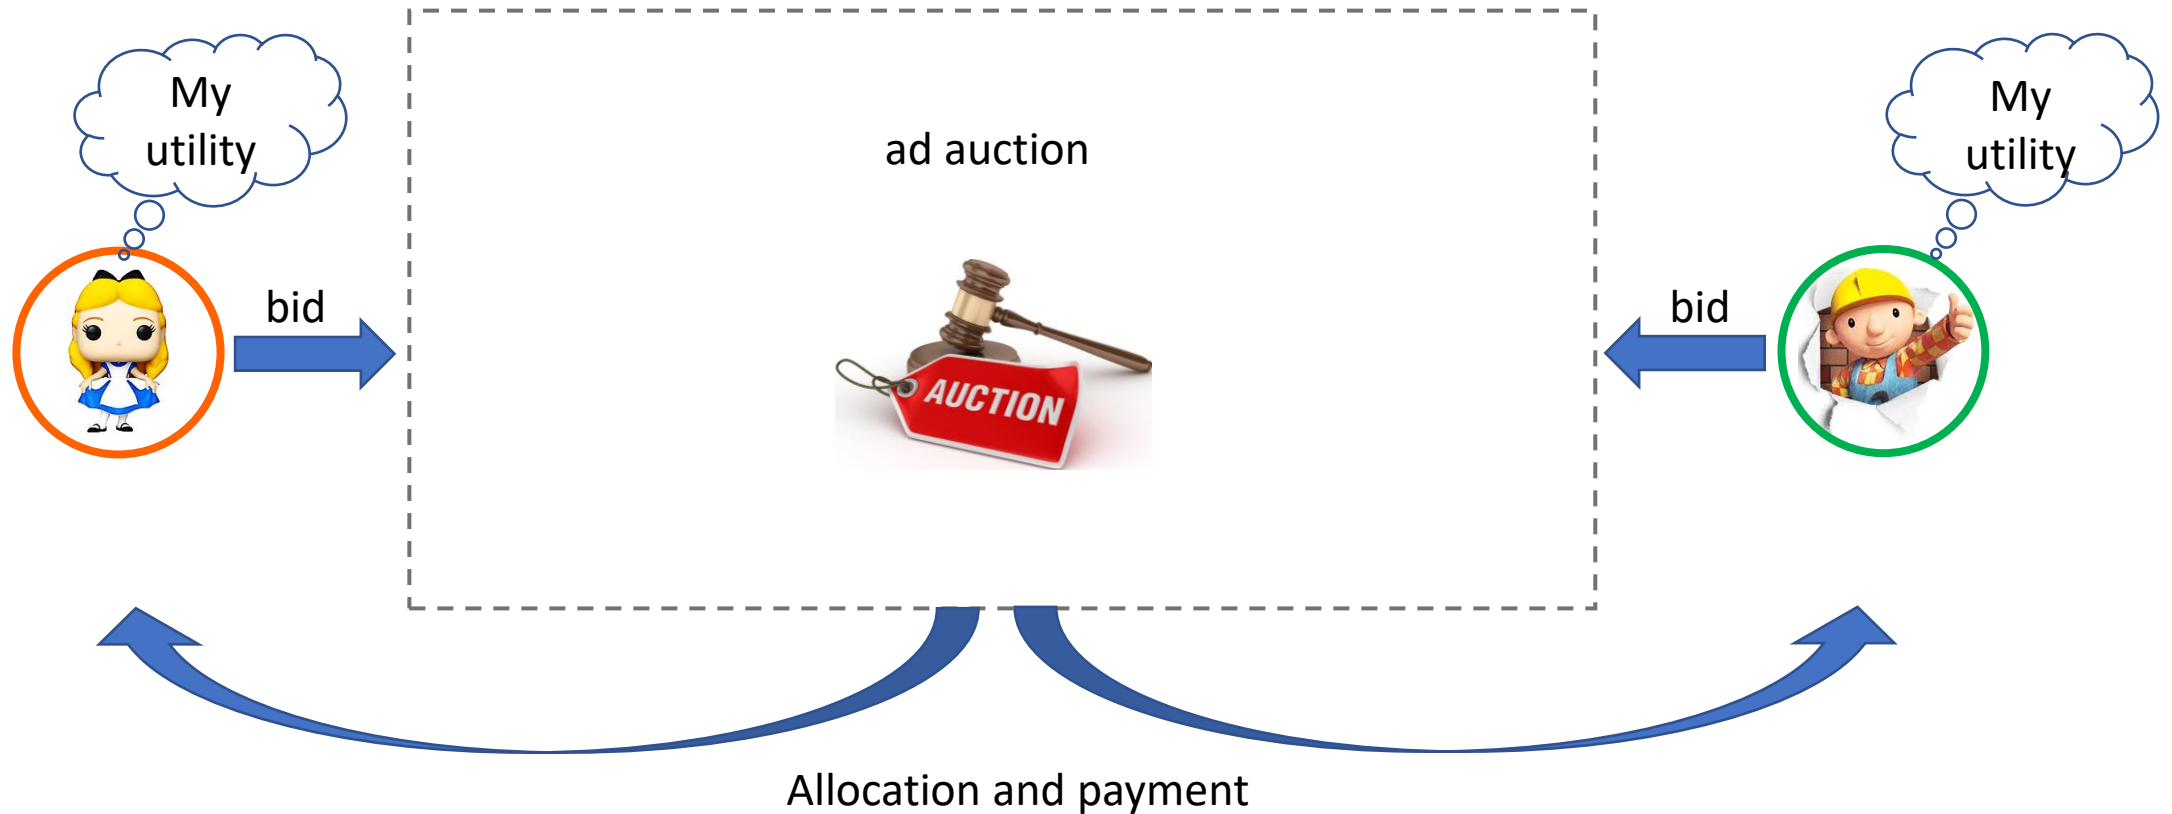 My
utility
ad auction
My
utility
bid
bid
AUCTION
Allocation and payment